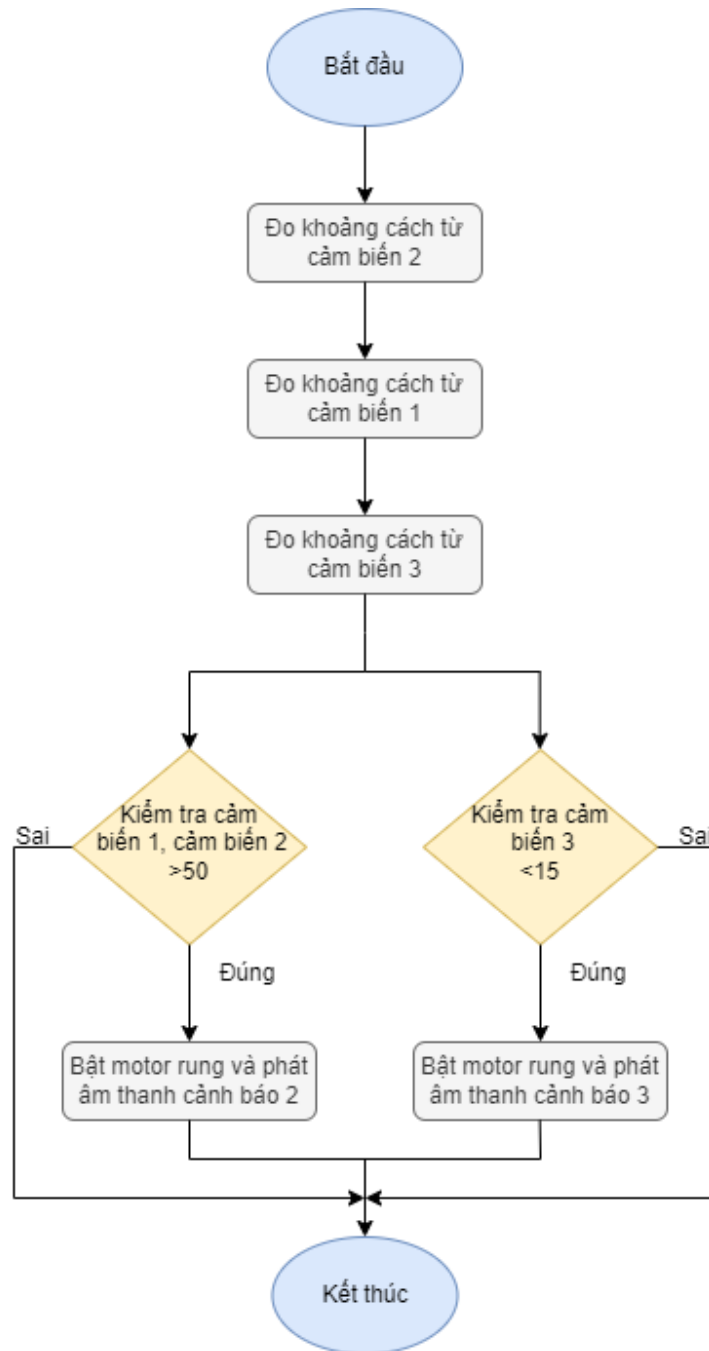 Bắt đầu
Đo khoảng cách từ
cảm biến 2
Đo khoảng cách từ
cảm biến 1
Đo khoảng cách từ
cảm biến 3
Kiểm tra cảm
biến 1, cảm biến 2
>50
Sai
Đúng
Bật motor rung và phát
âm thanh cảnh báo 2
Kiểm tra cảm
biến 3
<15
Sai
Đúng
Bật motor rung và phát
âm thanh cảnh báo 3
Kết thúc